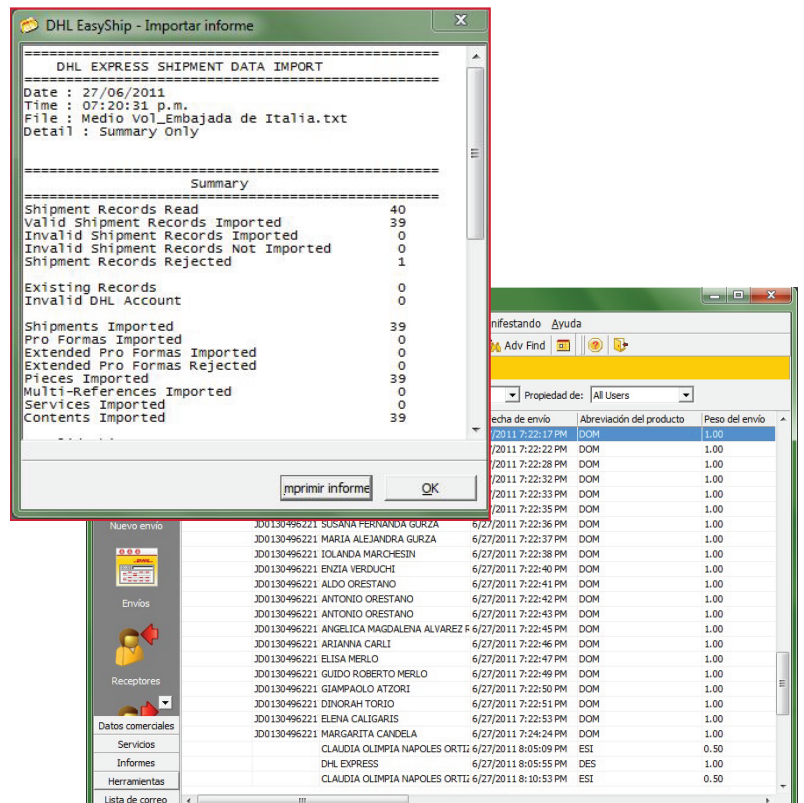 DHL EasyShip - Importar informe
DHL EXPRESS SHIPMENT DATA IMPORT
Date : 27/06/2011
Time : 07:20:31 p.m.
File : Medio Vol_Embajada de Italia.txt
Detail : Summary Only
Summary
Shipment Records Read 40
Valid Shipment Records Imported 39
Invalid Shipment Records Imported 0
Invalid Shipment Records Not Imported 0
Shipment Records Rejected 1
Existing Records 0
Invalid DHL Account 0
Shipments Imported 39
Pro Formas Imported 0
Extended Pro Formas Imported 0
Extended Pro Formas Rejected 0
Pieces Imported 39
Multi-References Imported 0
Services Imported 0
Contents Imported 39
mprimir informe OK
nifestando Ayuda
Adv Find
Propiedad de: All Users
echa de envío Abreviación del producto Peso del envío
/2011 7:22:17 PM DOM 1.00
/2011 7:22:22 PM DOM 1.00
/2011 7:22:28 PM DOM 1.00
/2011 7:22:32 PM DOM 1.00
/2011 7:22:33 PM DOM 1.00
/2011 7:22:35 PM DOM 1.00
JD0130496221 SUSANA FERNANDA GURZA 6/27/2011 7:22:36 PM DOM 1.00
JD0130496221 MARIA ALEJANDRA GURZA 6/27/2011 7:22:37 PM DOM 1.00
JD0130496221 IOLANDA MARCHESIN 6/27/2011 7:22:38 PM DOM 1.00
JD0130496221 ENZIA VERDUCHI 6/27/2011 7:22:40 PM DOM 1.00
JD0130496221 ALDO ORESTANO 6/27/2011 7:22:41 PM DOM 1.00
JD0130496221 ANTONIO ORESTANO 6/27/2011 7:22:42 PM DOM 1.00
JD0130496221 ANTONIO ORESTANO 6/27/2011 7:22:43 PM DOM 1.00
JD0130496221 ANGELICA MAGDALENA ALVAREZ R 6/27/2011 7:22:45 PM DOM 1.00
JD0130496221 ARIANNA CARLI 6/27/2011 7:22:46 PM DOM 1.00
JD0130496221 ELISA MERLO 6/27/2011 7:22:47 PM DOM 1.00
JD0130496221 GUIDO ROBERTO MERLO 6/27/2011 7:22:49 PM DOM 1.00
JD0130496221 GIAMPAOLO ATZORI 6/27/2011 7:22:50 PM DOM 1.00
JD0130496221 DINORAH TORIO 6/27/2011 7:22:51 PM DOM 1.00
JD0130496221 ELENA CALIGARIS 6/27/2011 7:22:53 PM DOM 1.00
JD0130496221 MARGARITA CANDELA 6/27/2011 7:24:24 PM DOM 1.00
CLAUDIA OLIMPIA NAPOLES ORTIZ 6/27/2011 8:05:09 PM ESI 0.50
DHL EXPRESS 6/27/2011 8:05:55 PM DES 1.00
CLAUDIA OLIMPIA NAPOLES ORTIZ 6/27/2011 8:10:53 PM ESI 0.50
Nuevo envío
Envíos
Receptores
Datos comerciales
Servicios
Informes
Herramientas
Lista de correo